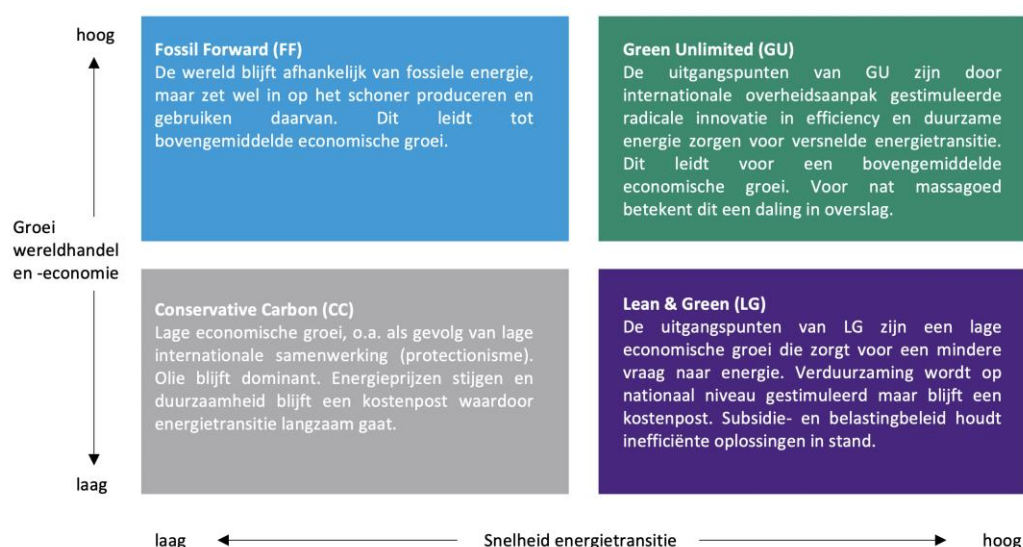 hoog
Fossil Forward (FF)
De wereld blijft afhankelijk van fossiele energie,
maar zet wel in op het schoner produceren en
gebruiken daarvan. Dit leidt tot
bovengemiddelde economische groei.
Green Unlimited (GU)
De uitgangspunten van GU zijn door
internationale overheidsaanpak gestimuleerde
radicale innovatie in efficiency en duurzame
energie zorgen voor versnelde energietransitie.
Dit leidt voor een bovengemiddelde
economische groei. Voor nat massagoed
betekent dit een daling in overslag.
Groei
wereldhandel
en -economie
Conservative Carbon (CC)
Lage economische groei, o.a. als gevolg van lage
internationale samenwerking (protectionisme).
Olie blijft dominant. Energieprijzen stijgen en
duurzaamheid blijft een kostenpost waardoor
energietransitie langzaam gaat.
Lean & Green (LG)
De uitgangspunten van LG zijn een lage
economische groei die zorgt voor een mindere
vraag naar energie. Verduurzaming wordt op
nationaal niveau gestimuleerd maar blijft een
kostenpost. Subsidie- en belastingbeleid houdt
inefficiënte oplossingen in stand.
laag
laag
Snelheid energietransitie
hoog